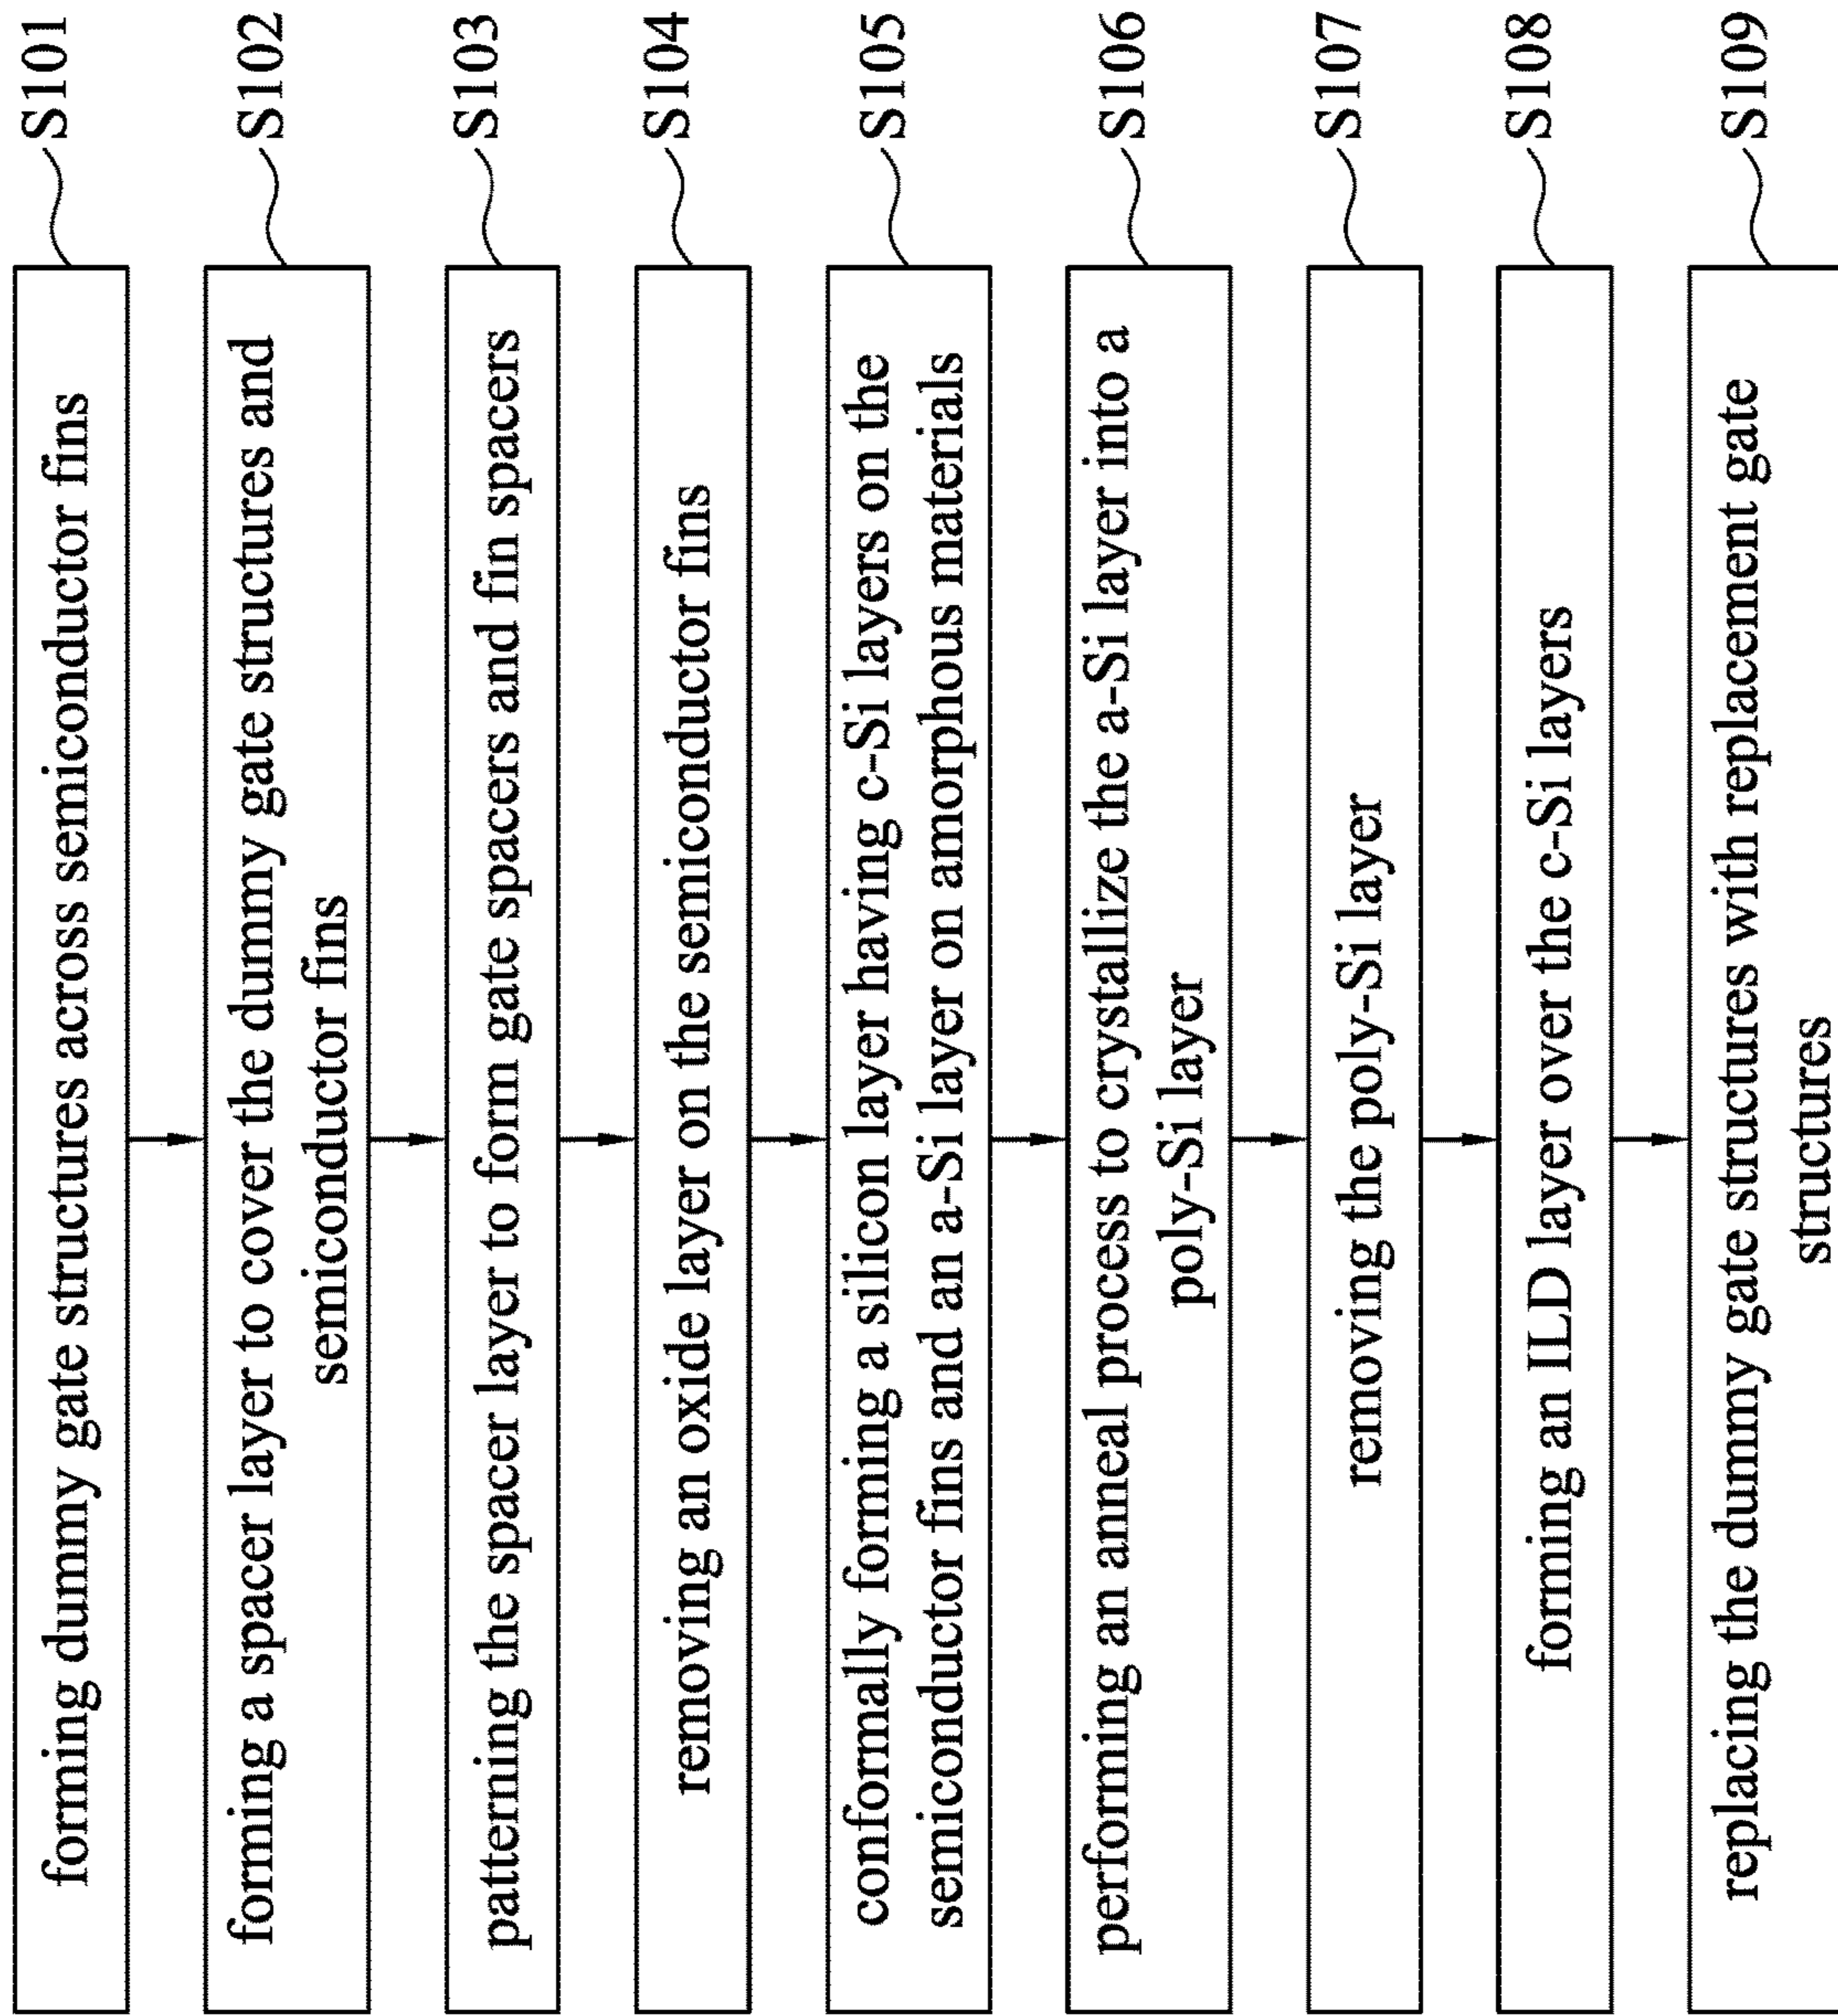 forming dummy gate structures across semiconductor fins
S101
forming a spacer layer to cover the dummy gate structures and
semiconductor fins
S102
patterning the spacer layer to form gate spacers and fin spacers
S103
removing an oxide layer on the semiconductor fins
S104
conformally forming a silicon layer having c-Si layers on the
semiconductor fins and an a-Si layer on amorphous materials
S105
performing an anneal process to crystallize the a-Si layer into a
poly-Si layer
S106
removing the poly-Si layer
S107
forming an ILD layer over the c-Si layers
S108
replacing the dummy gate structures with replacement gate
structures
S109